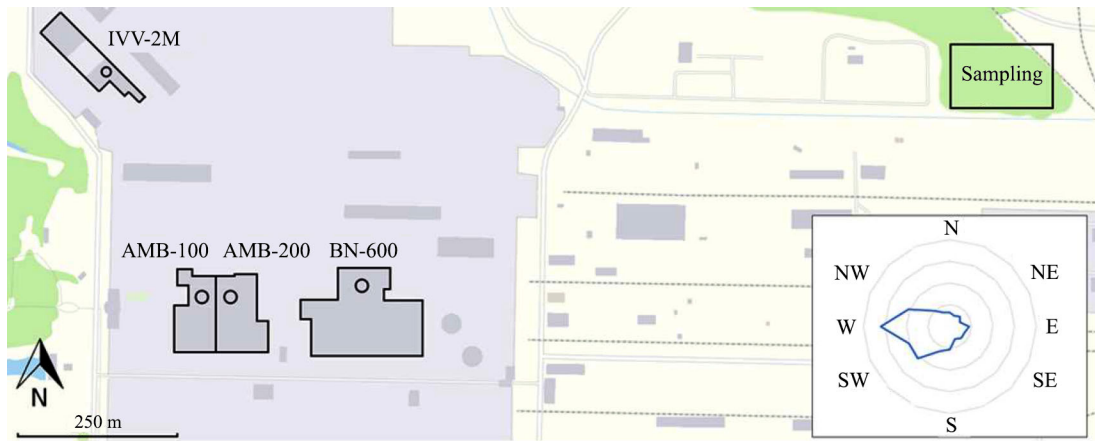 IVV-2M
Sampling
AMB-100 AMB-200 BN-600
N
NW NE
W E
SW SE
S
N
250 m